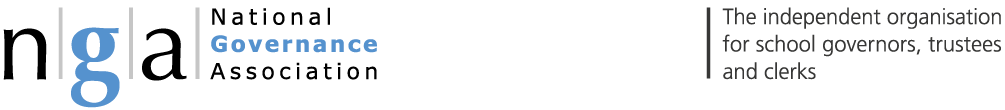 nga
National
Governance
Association
The independent organisation
for school governors, trustees
and clerks